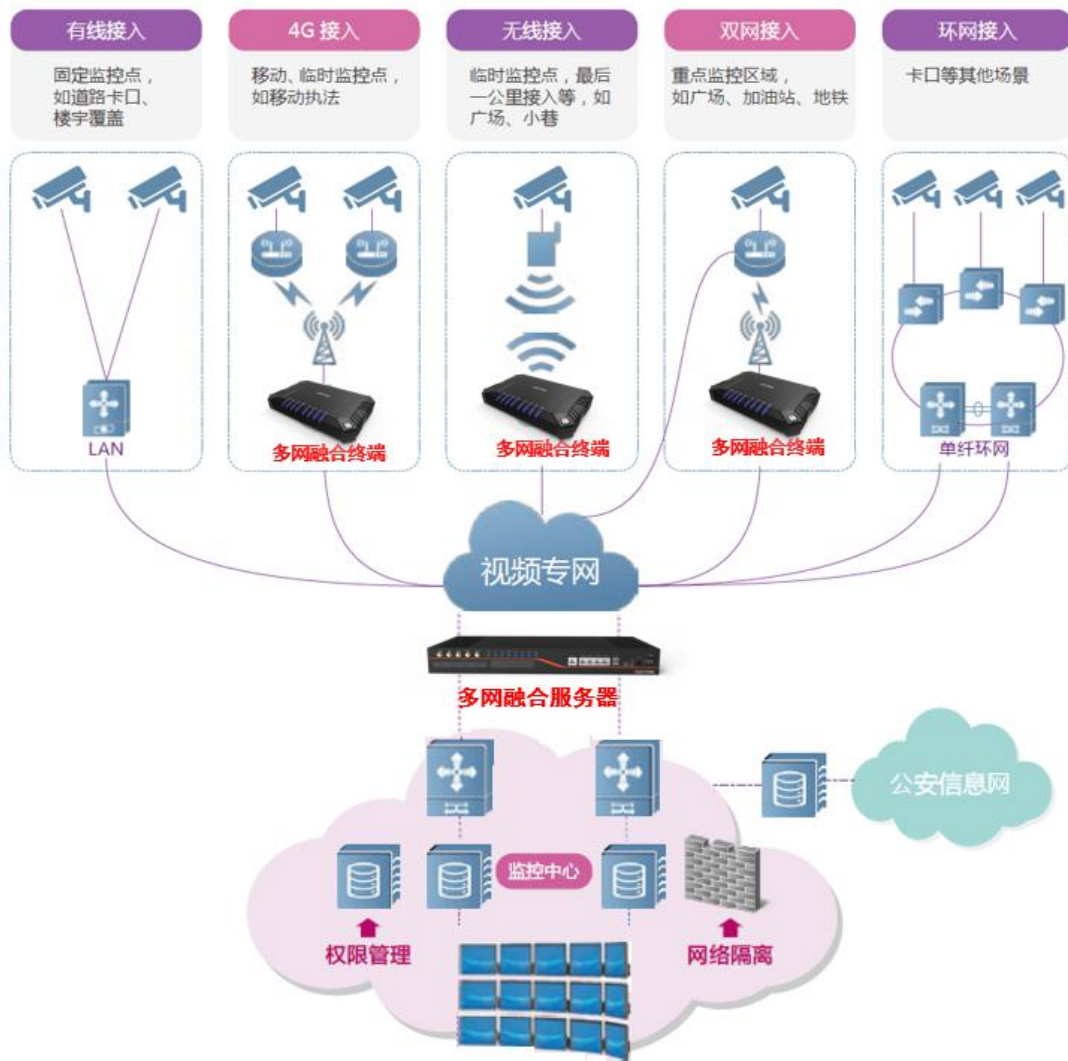 有线接入
4G 接入
无线接入
双网接入
环网接入
固定监控点，
如道路卡口、
楼宇覆盖
移动、临时监控点，
如移动执法
临时监控点，最后
一公里接入等，如
广场、小巷
重点监控区域，
如广场、加油站、地铁
卡口等其他场景
LAN
多网融合终端
多网融合终端
多网融合终端
单纤环网
视频专网
多网融合服务器
公安信息网
监控中心
权限管理
网络隔离